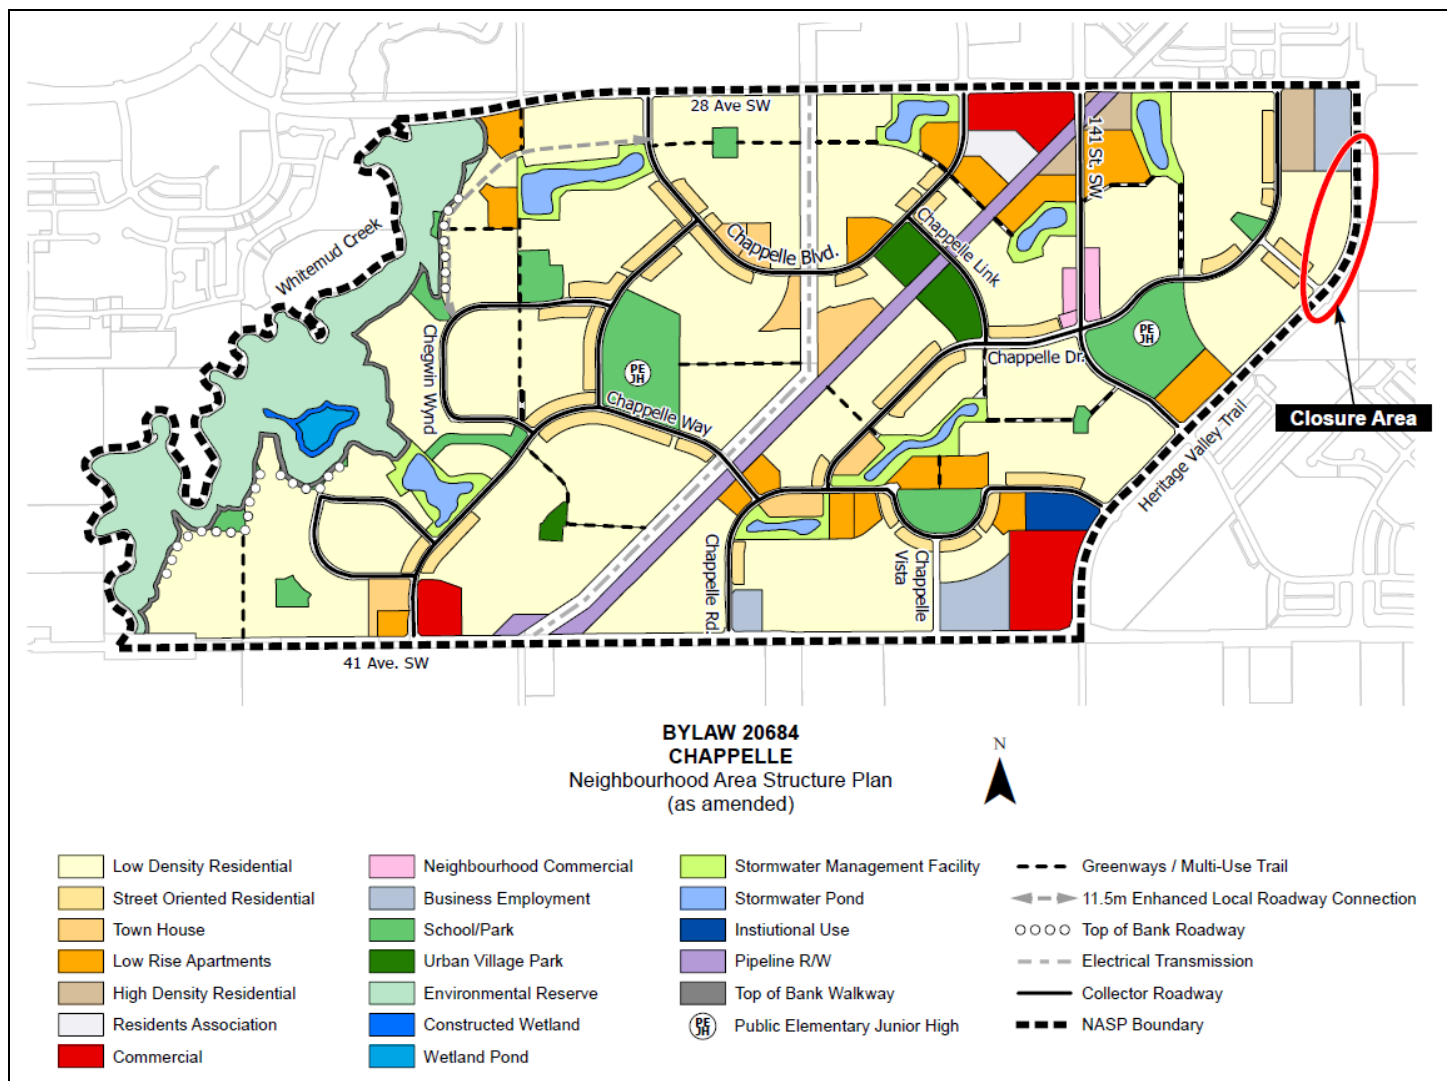 28 Ave SW
141 St. SW
Whitemud Creek
Chappelle Blvd.
Chappelle Link
Chegwin Wynd
PE
JH
PE
JH
Chappelle Dr.
Chappelle Way
Closure Area
Heritage Valley Trail
Chappelle Rd.
Chappelle
Vista
41 Ave. SW
BYLAW 20684
CHAPPELLE
Neighbourhood Area Structure Plan
(as amended)
N
Low Density Residential
Street Oriented Residential
Town House
Low Rise Apartments
High Density Residential
Residents Association
Commercial
Neighbourhood Commercial
Business Employment
School/Park
Urban Village Park
Environmental Reserve
Constructed Wetland
Wetland Pond
Stormwater Management Facility
Stormwater Pond
Instiutional Use
Pipeline R/W
Top of Bank Walkway
PE
JH
Public Elementary Junior High
Greenways / Multi-Use Trail
11.5m Enhanced Local Roadway Connection
Top of Bank Roadway
Electrical Transmission
Collector Roadway
NASP Boundary